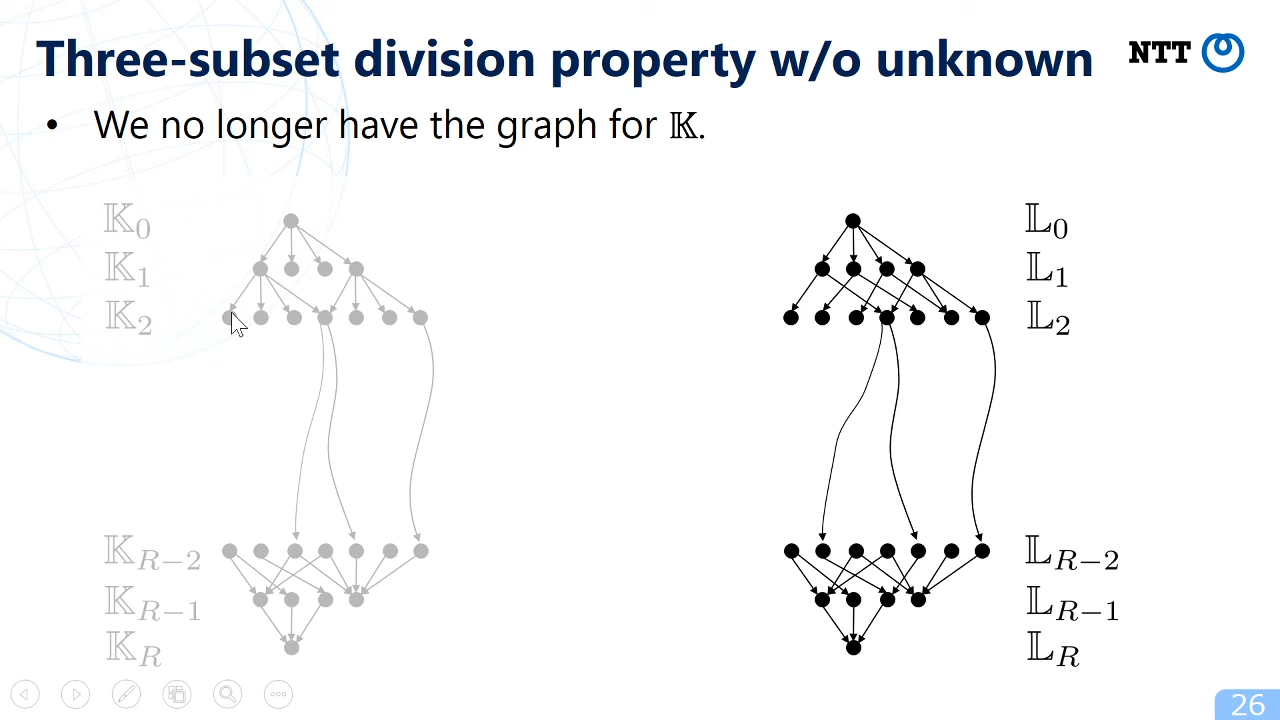 Three-subset division property w/o unknown
NTT
• We no longer have the graph for 𝕂.
𝕂₀
𝕂₁
𝕂₂
𝕂_{R−2}
𝕂_{R−1}
𝕂_R
𝕃₀
𝕃₁
𝕃₂
𝕃_{R−2}
𝕃_{R−1}
𝕃_R
26